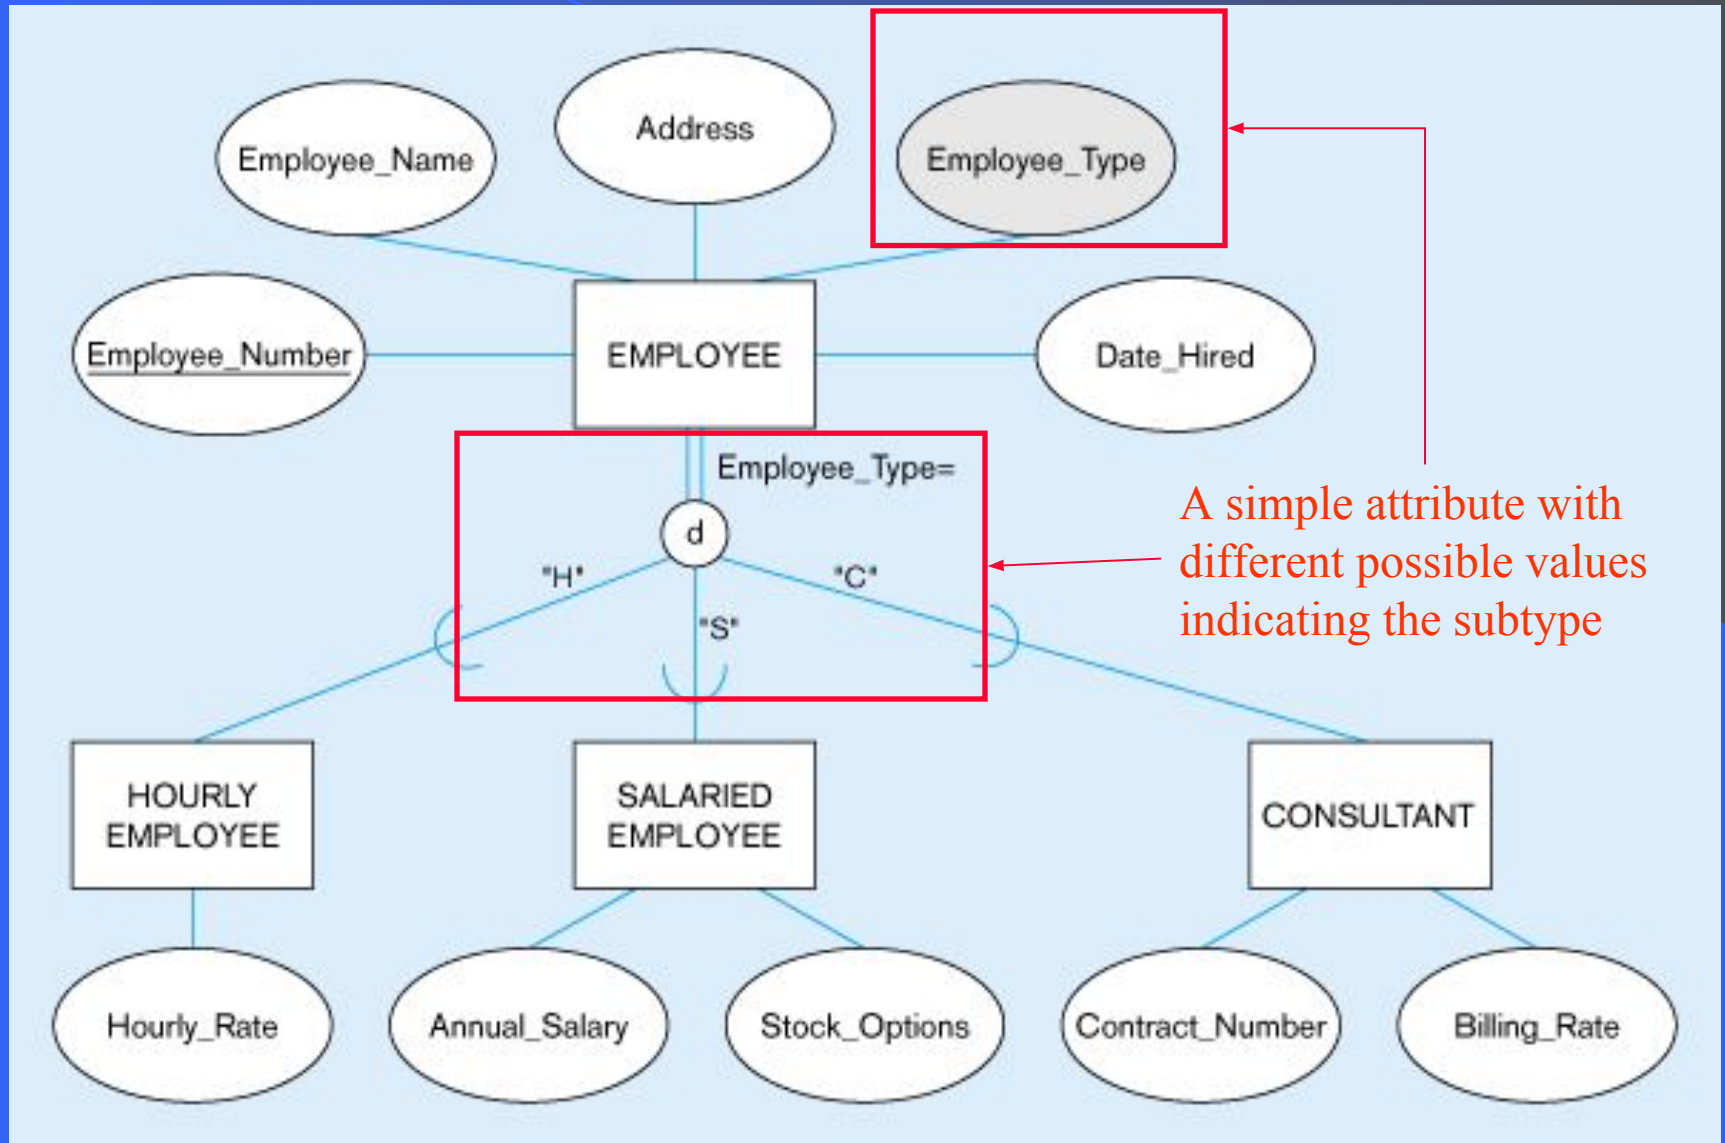 Address
Employee_Name
Employee_Type
Employee_Number
EMPLOYEE
Date_Hired
Employee_Type=
d
"H"
"S"
"C"
A simple attribute with
different possible values
indicating the subtype
HOURLY
EMPLOYEE
SALARIED
EMPLOYEE
CONSULTANT
Hourly_Rate
Annual_Salary
Stock_Options
Contract_Number
Billing_Rate